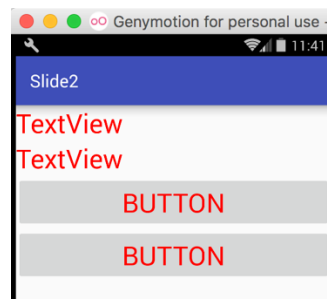 Genymotion for personal use -
11:41
Slide2
TextView
TextView
BUTTON
BUTTON